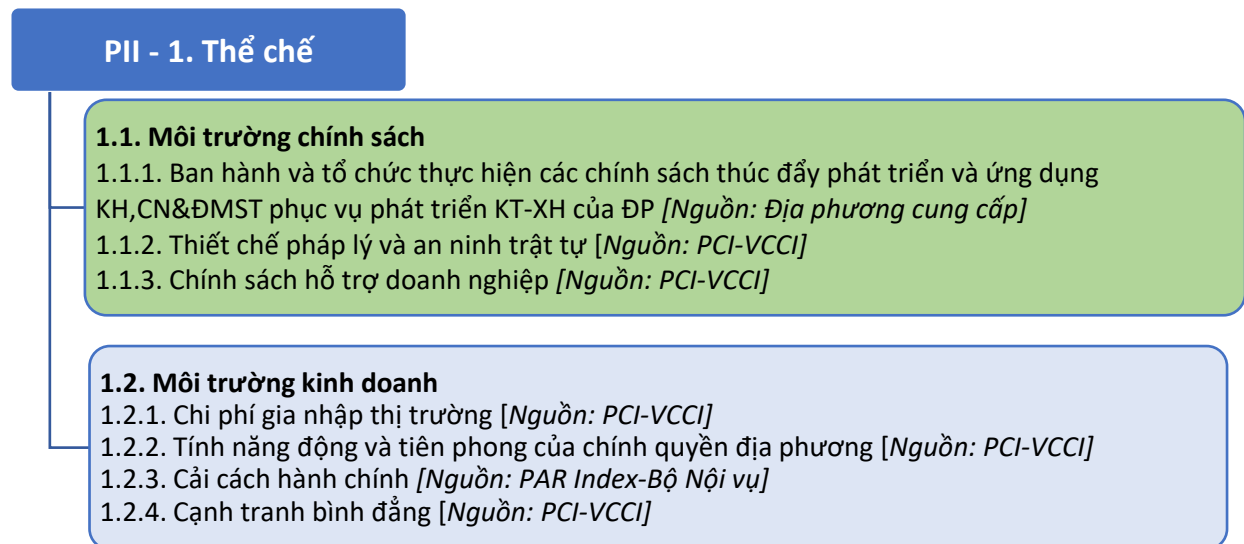 PII - 1. Thể chế
1.1. Môi trường chính sách
1.1.1. Ban hành và tổ chức thực hiện các chính sách thúc đẩy phát triển và ứng dụng
KH,CN&ĐMST phục vụ phát triển KT-XH của ĐP [Nguồn: Địa phương cung cấp]
1.1.2. Thiết chế pháp lý và an ninh trật tự [Nguồn: PCI-VCCI]
1.1.3. Chính sách hỗ trợ doanh nghiệp [Nguồn: PCI-VCCI]
1.2. Môi trường kinh doanh
1.2.1. Chi phí gia nhập thị trường [Nguồn: PCI-VCCI]
1.2.2. Tính năng động và tiên phong của chính quyền địa phương [Nguồn: PCI-VCCI]
1.2.3. Cải cách hành chính [Nguồn: PAR Index-Bộ Nội vụ]
1.2.4. Cạnh tranh bình đẳng [Nguồn: PCI-VCCI]